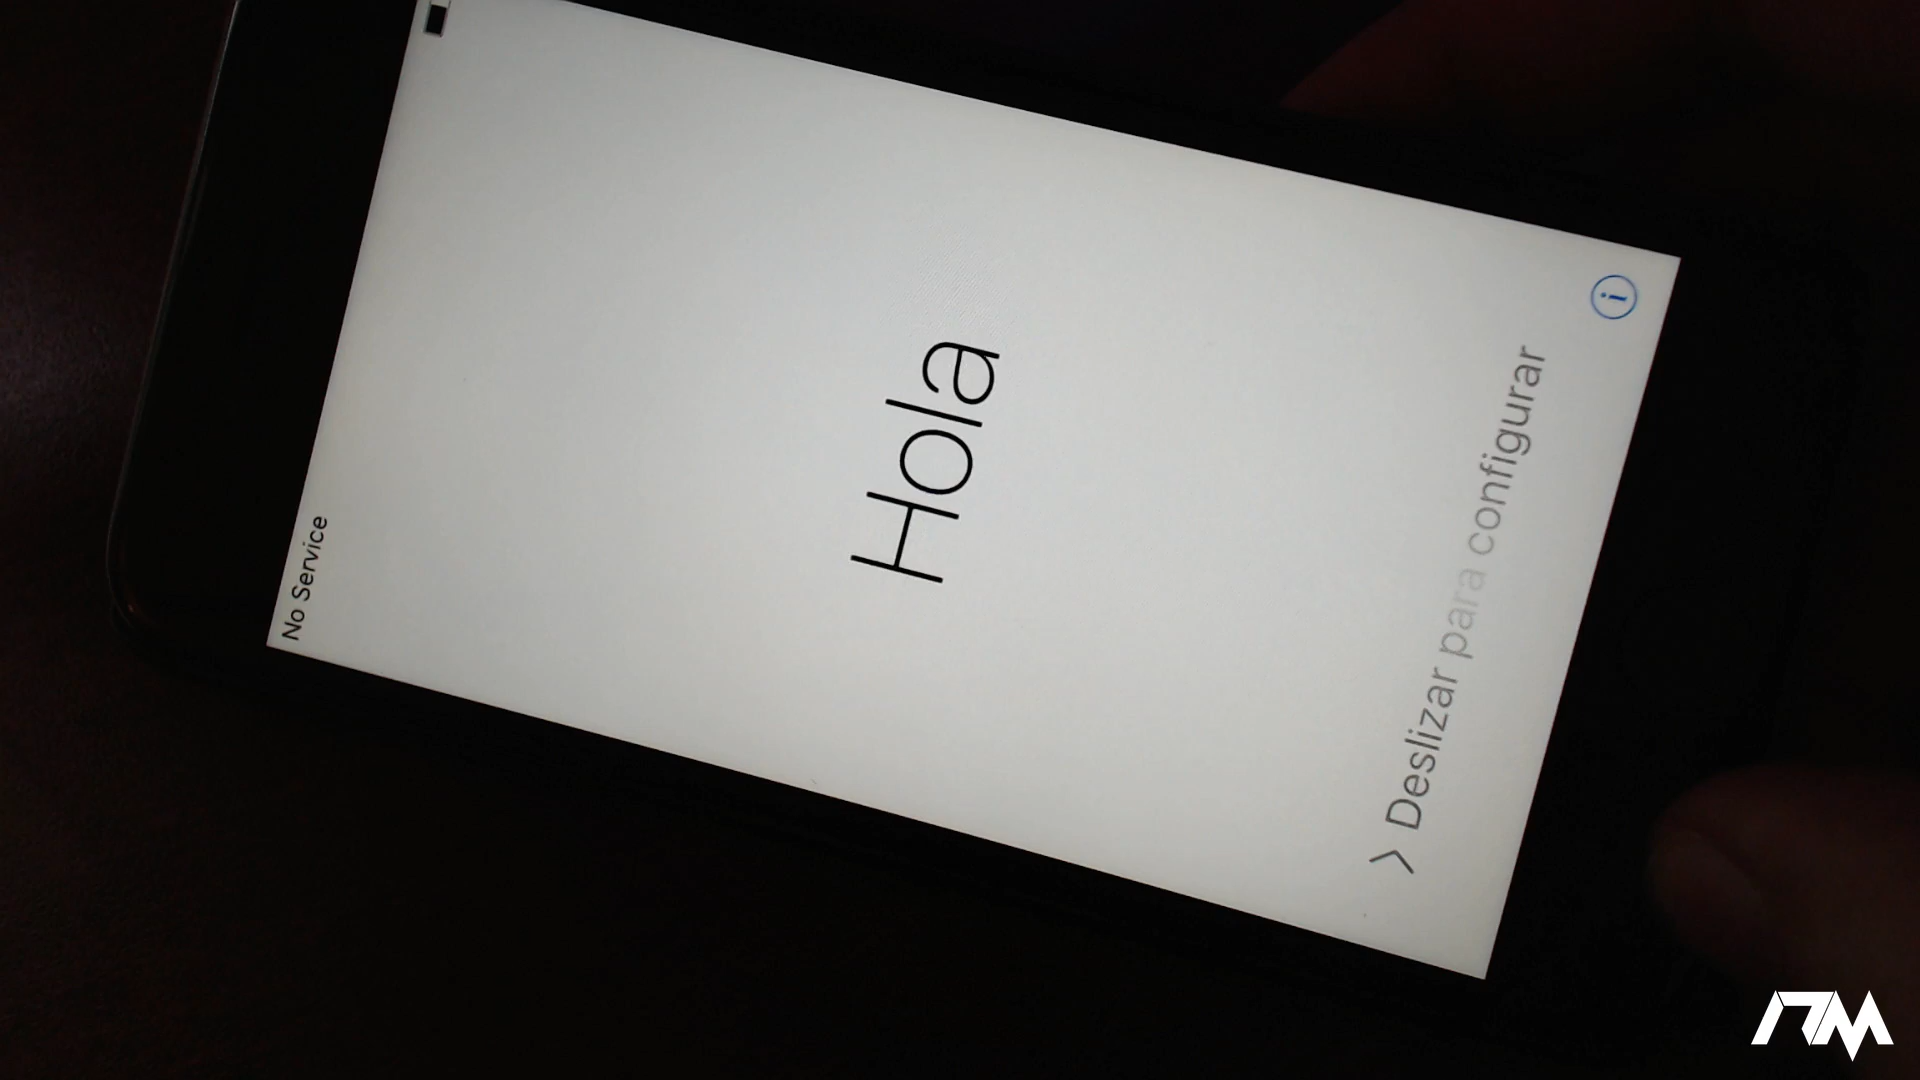 No Service
Hola
> Deslizar para configurar
i